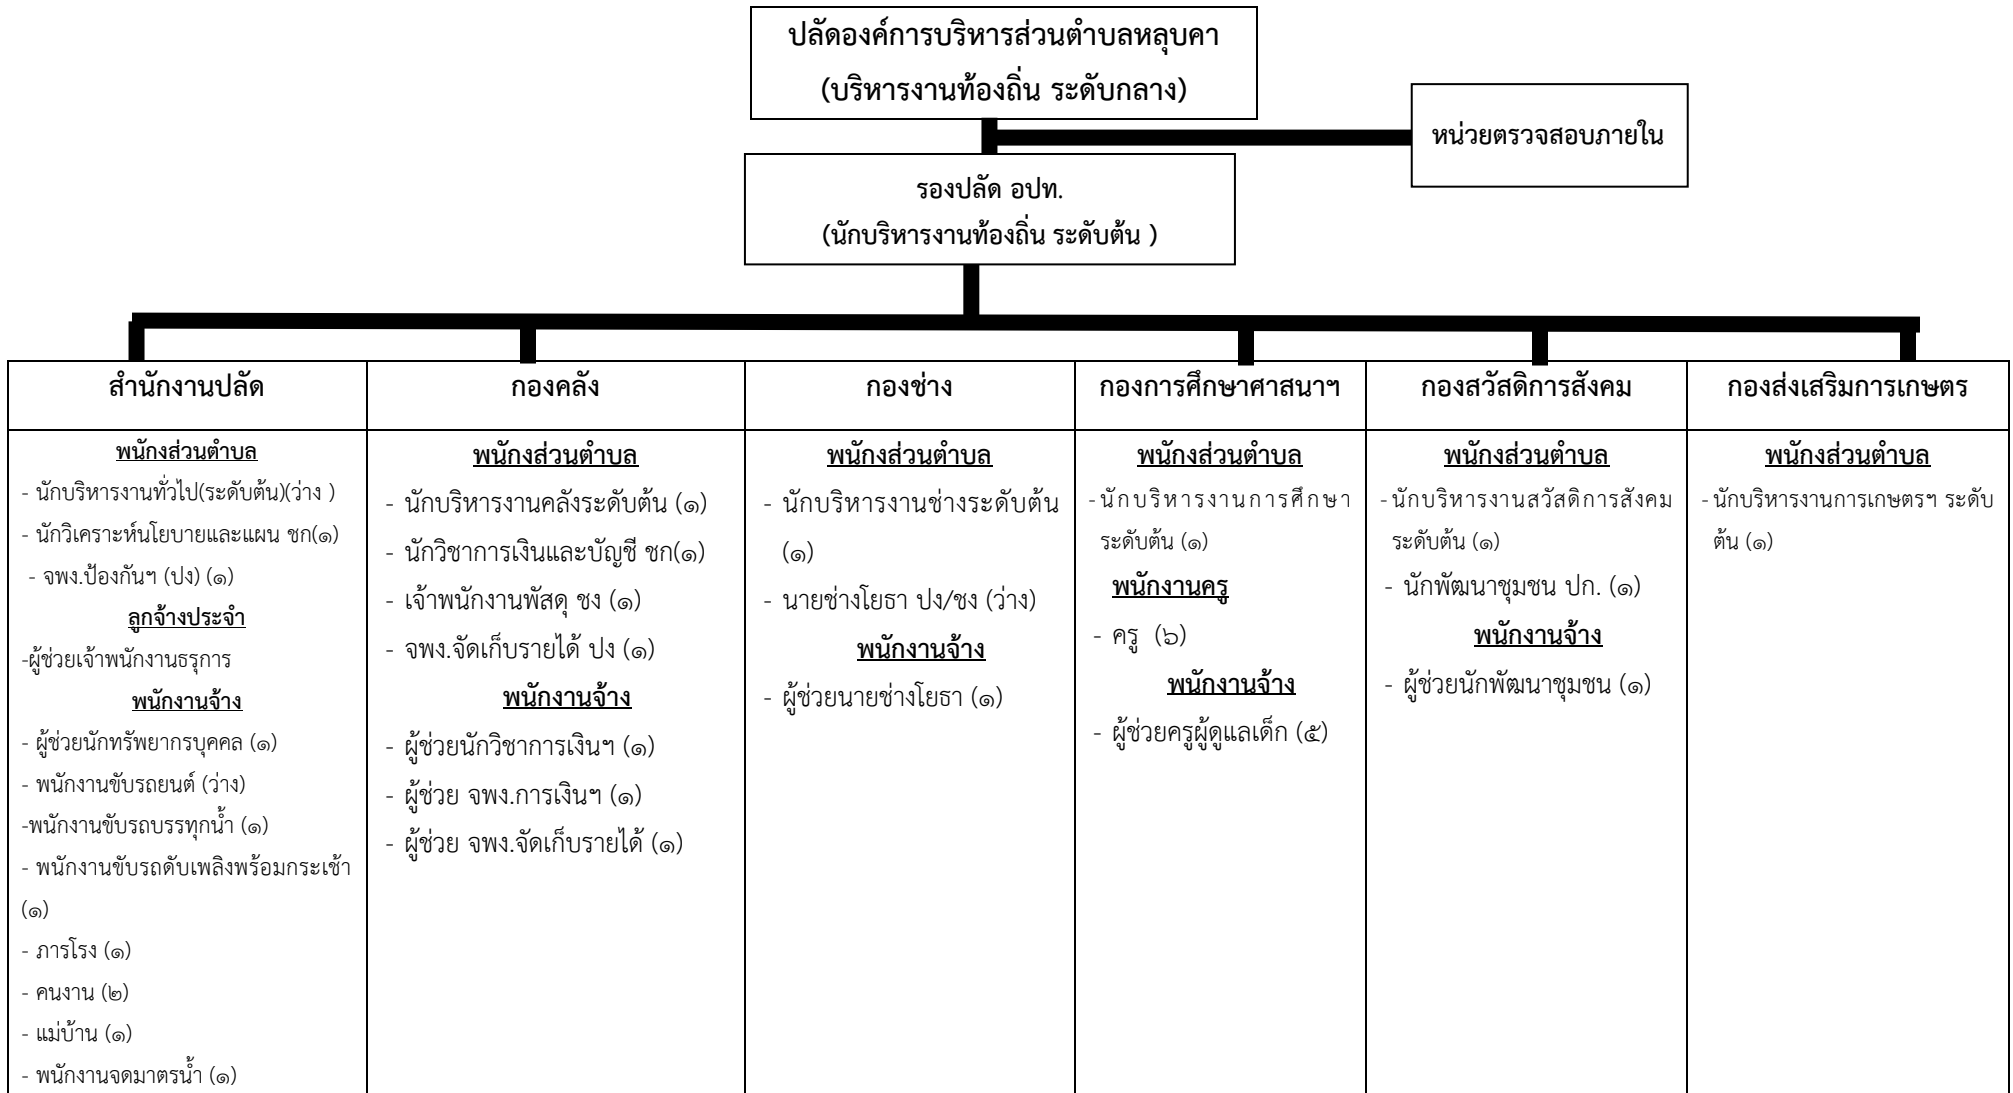 ปลัดองค์การบริหารส่วนตำบลหลุบคา
(บริหารงานท้องถิ่น ระดับกลาง)
หน่วยตรวจสอบภายใน
รองปลัด อปท.
(นักบริหารงานท้องถิ่น ระดับต้น )
สำนักงานปลัด
พนักงส่วนตำบล
- นักบริหารงานทั่วไป(ระดับต้น)(ว่าง )
- นักวิเคราะห์นโยบายและแผน ชก(๑)
- จพง.ป้องกันฯ (ปง) (๑)
ลูกจ้างประจำ
-ผู้ช่วยเจ้าพนักงานธรุการ
พนักงานจ้าง
- ผู้ช่วยนักทรัพยากรบุคคล (๑)
- พนักงานขับรถยนต์ (ว่าง)
-พนักงานขับรถบรรทุกน้ำ (๑)
- พนักงานขับรถดับเพลิงพร้อมกระเช้า
(๑)
- ภารโรง (๑)
- คนงาน (๒)
- แม่บ้าน (๑)
- พนักงานจดมาตรน้ำ (๑)
กองคลัง
พนักงส่วนตำบล
- นักบริหารงานคลังระดับต้น (๑)
- นักวิชาการเงินและบัญชี ชก(๑)
- เจ้าพนักงานพัสดุ ชง (๑)
- จพง.จัดเก็บรายได้ ปง (๑)
พนักงานจ้าง
- ผู้ช่วยนักวิชาการเงินฯ (๑)
- ผู้ช่วย จพง.การเงินฯ (๑)
- ผู้ช่วย จพง.จัดเก็บรายได้ (๑)
กองช่าง
พนักงส่วนตำบล
- นักบริหารงานช่างระดับต้น
(๑)
- นายช่างโยธา ปง/ชง (ว่าง)
พนักงานจ้าง
- ผู้ช่วยนายช่างโยธา (๑)
กองการศึกษาศาสนาฯ
พนักงส่วนตำบล
- นักบริหารงานการศึกษา
ระดับต้น (๑)
พนักงานครู
- ครู (๖)
พนักงานจ้าง
- ผู้ช่วยครูผู้ดูแลเด็ก (๕)
กองสวัสดิการสังคม
พนักงส่วนตำบล
- นักบริหารงานสวัสดิการสังคม
ระดับต้น (๑)
- นักพัฒนาชุมชน ปก. (๑)
พนักงานจ้าง
- ผู้ช่วยนักพัฒนาชุมชน (๑)
กองส่งเสริมการเกษตร
พนักงส่วนตำบล
- นักบริหารงานการเกษตรฯ ระดับ
ต้น (๑)